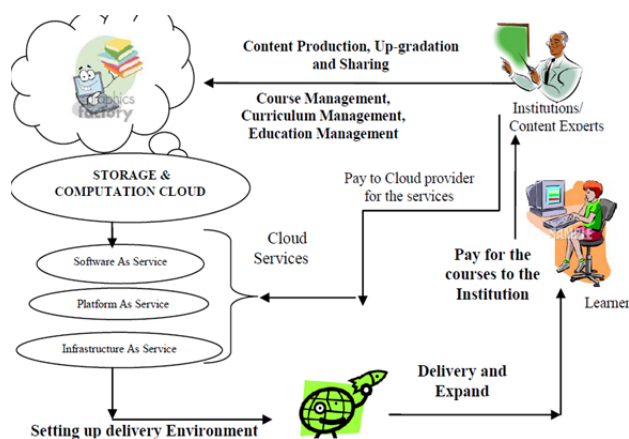 Content Production, Up-gradation
and Sharing
Course Management,
Curriculum Management,
Education Management
Institutions/
Content Experts
graphics
factory
STORAGE &
COMPUTATION CLOUD
Pay to Cloud provider
for the services
Cloud
Services
Software As Service
Platform As Service
Infrastructure As Service
Pay for the
courses to the
Institution
Learner
Delivery and
Expand
Setting up delivery Environment